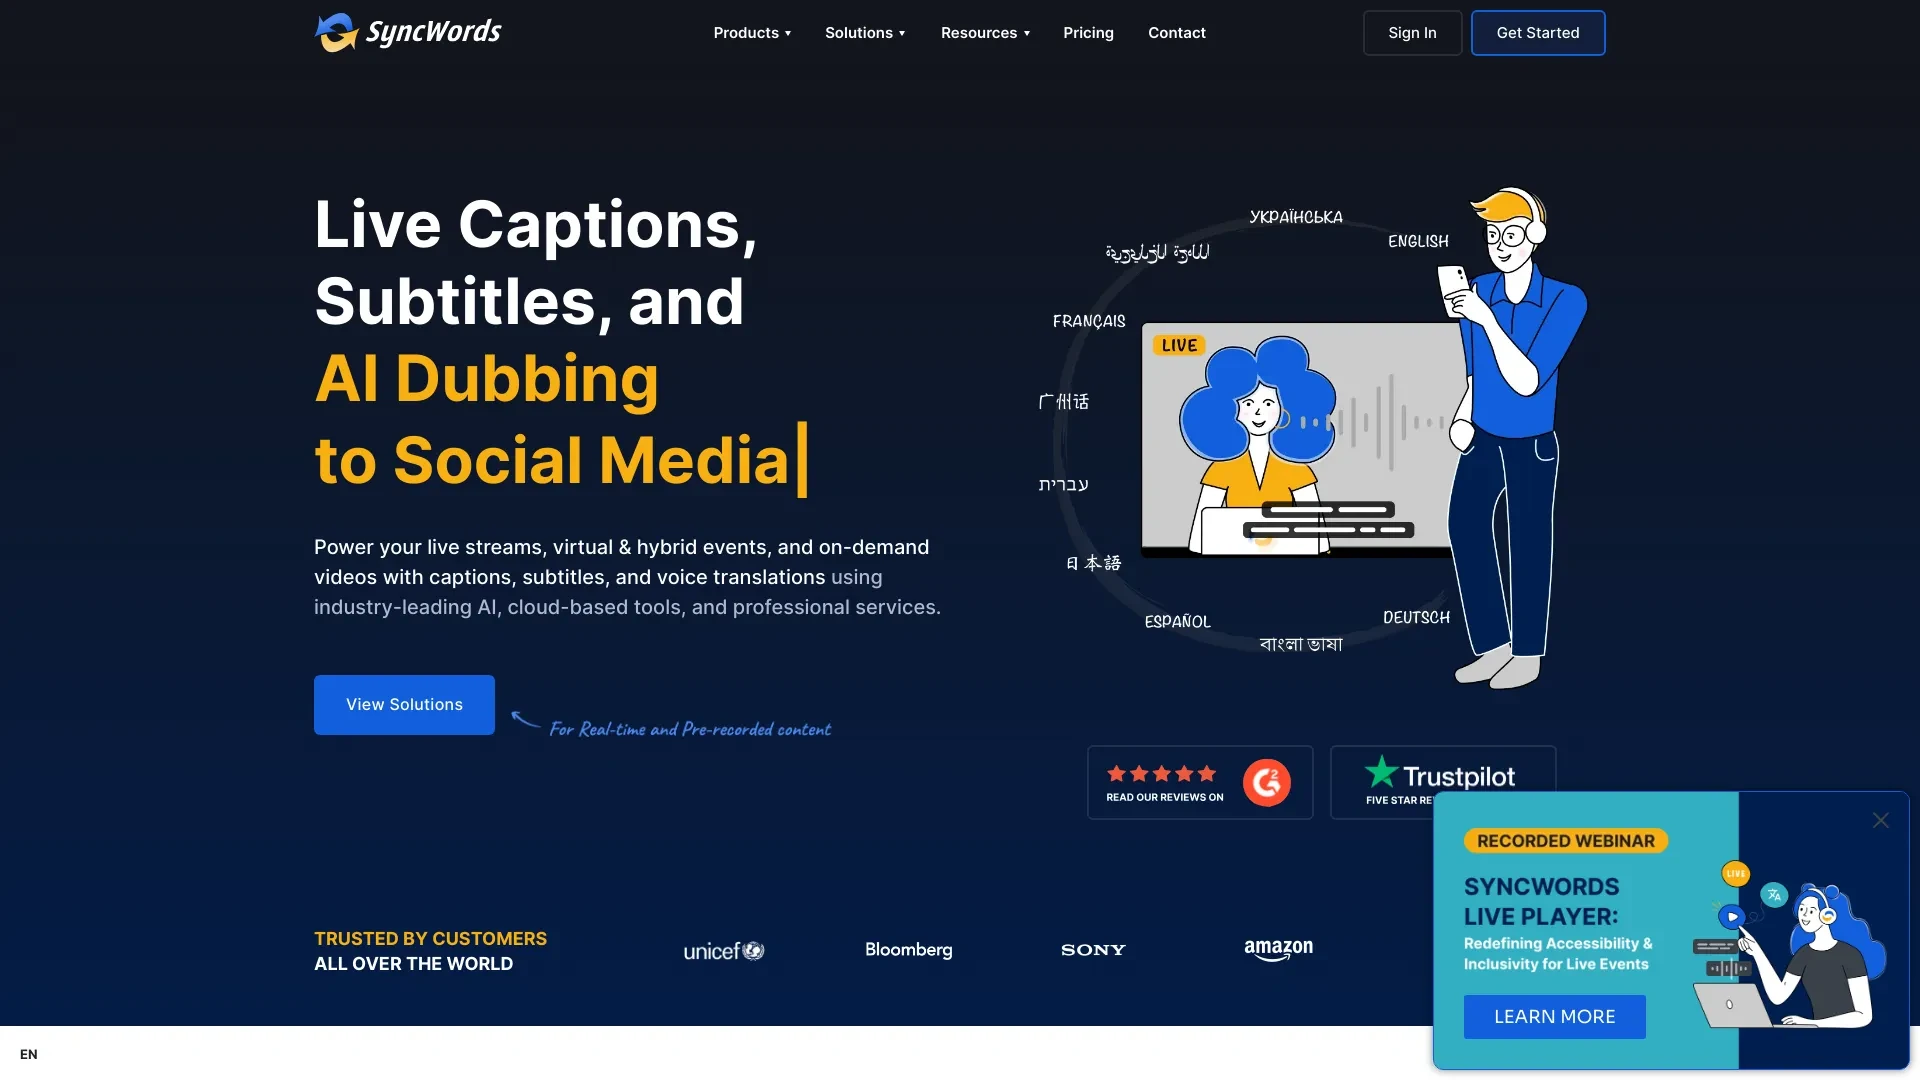 SyncWords
Products ▾
Solutions ▾
Resources ▾
Pricing
Contact
Sign In
Get Started
Live Captions,
Subtitles, and
AI Dubbing
to Social Media|
Power your live streams, virtual & hybrid events, and on-demand
videos with captions, subtitles, and voice translations using
industry-leading AI, cloud-based tools, and professional services.
View Solutions
For Real-time and Pre-recorded content
УКРАЇНСЬКА
ENGLISH
FRANÇAIS
LIVE
广州话
עברית
日本語
ESPAÑOL
DEUTSCH
বাংলা ভাষা
READ OUR REVIEWS ON
G2
Trustpilot
FIVE STAR
TRUSTED BY CUSTOMERS
ALL OVER THE WORLD
unicef
Bloomberg
SONY
amazon
RECORDED WEBINAR
SYNCWORDS
LIVE PLAYER:
Redefining Accessibility &
Inclusivity for Live Events
LEARN MORE
LIVE
EN